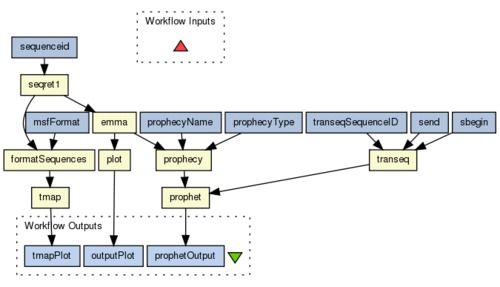 Workflow Inputs
sequenceid
seqret1
msfFormat
emma
prophecyName
prophecyType
transeqSequenceID
send
sbegin
formatSequences
plot
prophecy
transeq
tmap
prophet
Workflow Outputs
tmapPlot
outputPlot
prophetOutput